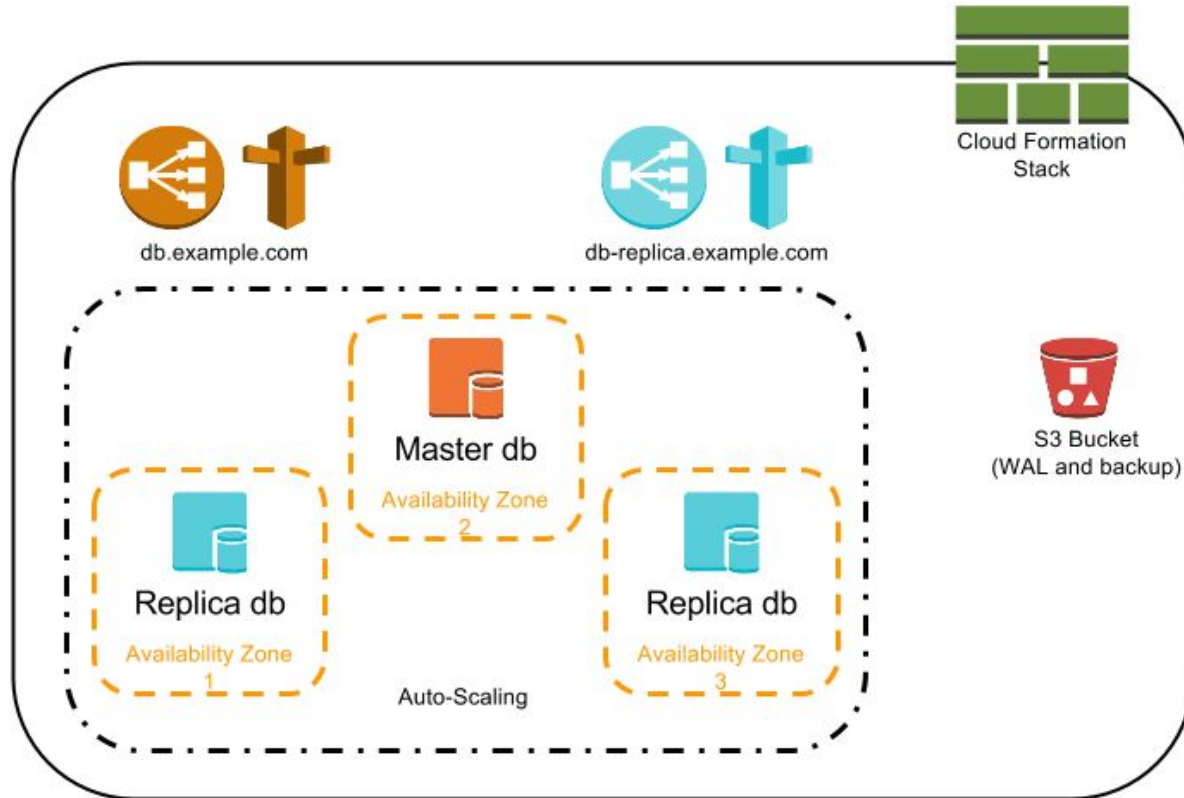 Cloud Formation
Stack
db.example.com
db-replica.example.com
Master db
Availability Zone
2
S3 Bucket
(WAL and backup)
Replica db
Availability Zone
1
Replica db
Availability Zone
3
Auto-Scaling